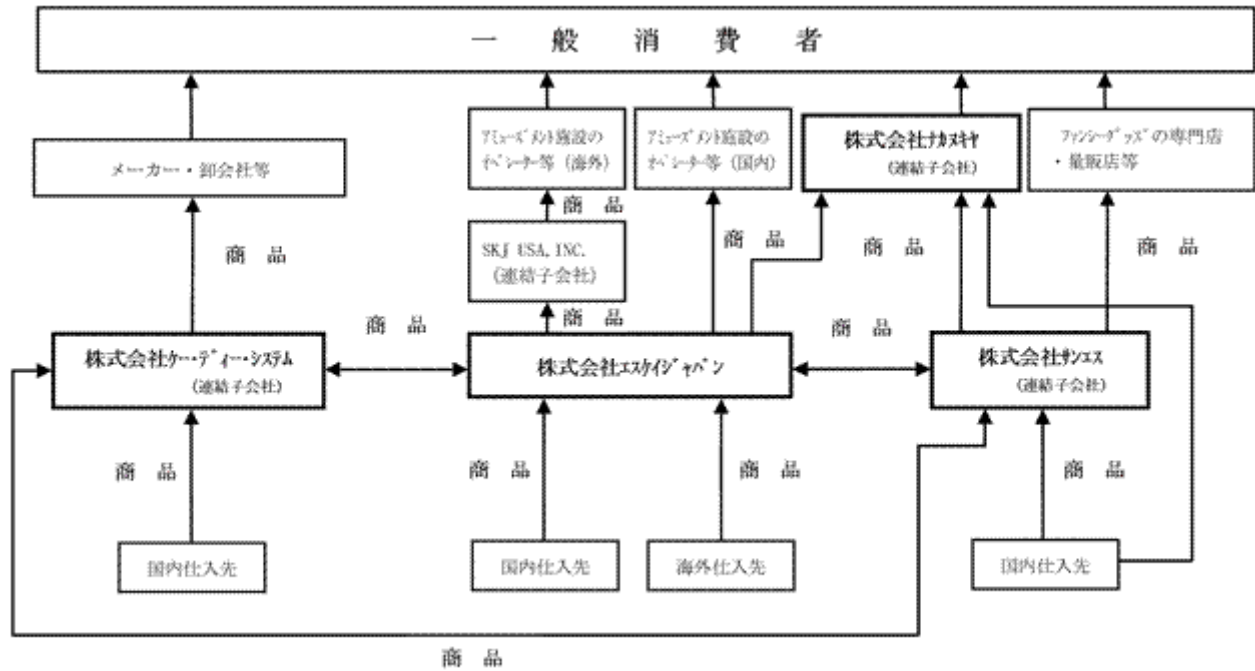 一 般 消 費 者
アミューズメント施設の
オペレーター等（海外）
アミューズメント施設の
オペレーター等（国内）
株式会社ナカヌキヤ
（連結子会社）
ファンシーグッズの専門店
・量販店等
メーカー・卸会社等
商 品
SKJ USA, INC.
（連結子会社）
商 品
商 品
商 品
商 品
商 品
商 品
商 品
商 品
株式会社ケー・ディー・システム
（連結子会社）
株式会社エスケイジャパン
株式会社サンエス
（連結子会社）
商 品
商 品
商 品
商 品
国内仕入先
国内仕入先
海外仕入先
国内仕入先
商 品